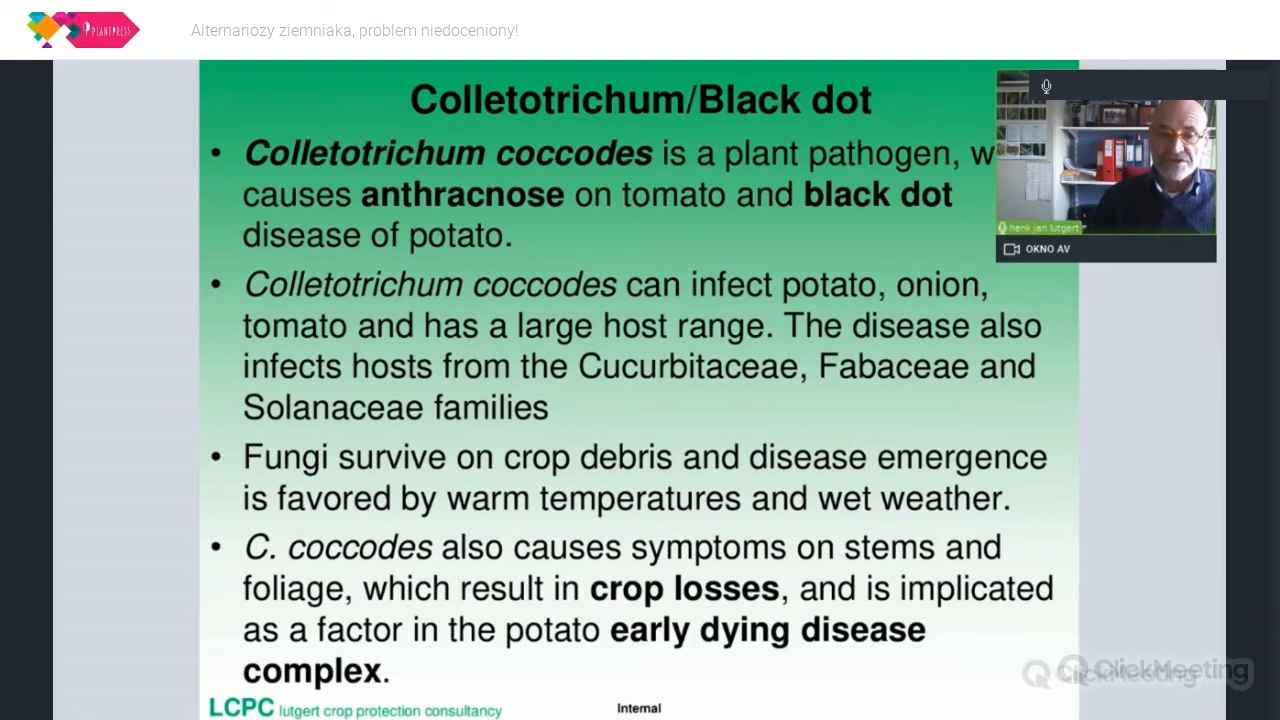 PLANTPRESS
Alternariozy ziemniaka, problem niedoceniony!
Colletotrichum/Black dot
• Colletotrichum coccodes is a plant pathogen, w
causes anthracnose on tomato and black dot
disease of potato.
• Colletotrichum coccodes can infect potato, onion,
tomato and has a large host range. The disease also
infects hosts from the Cucurbitaceae, Fabaceae and
Solanaceae families
• Fungi survive on crop debris and disease emergence
is favored by warm temperatures and wet weather.
• C. coccodes also causes symptoms on stems and
foliage, which result in crop losses, and is implicated
as a factor in the potato early dying disease
complex.
henk jan lutgert
OKNO AV
ClickMeeting
ClickMeeting
LCPC lutgert crop protection consultancy
Internal